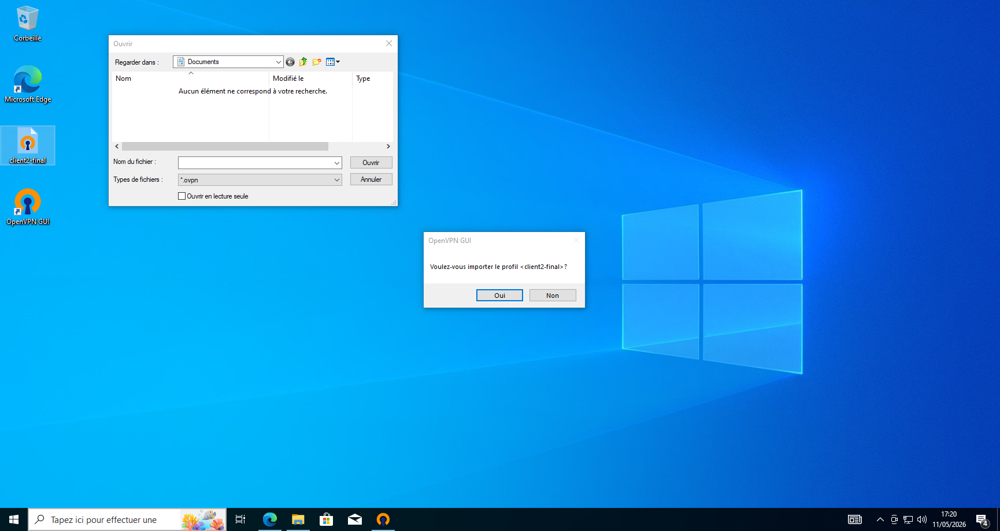 Corbeille
Microsoft Edge
client2-final
OpenVPN GUI
Ouvrir
Regarder dans :
Documents
Nom
Modifié le
Type
Aucun élément ne correspond à votre recherche.
Nom du fichier :
Ouvrir
Types de fichiers :
*.ovpn
Annuler
Ouvrir en lecture seule
OpenVPN GUI
Voulez-vous importer le profil <client2-final>?
Oui
Non
Tapez ici pour effectuer une
17:20
11/05/2026
4